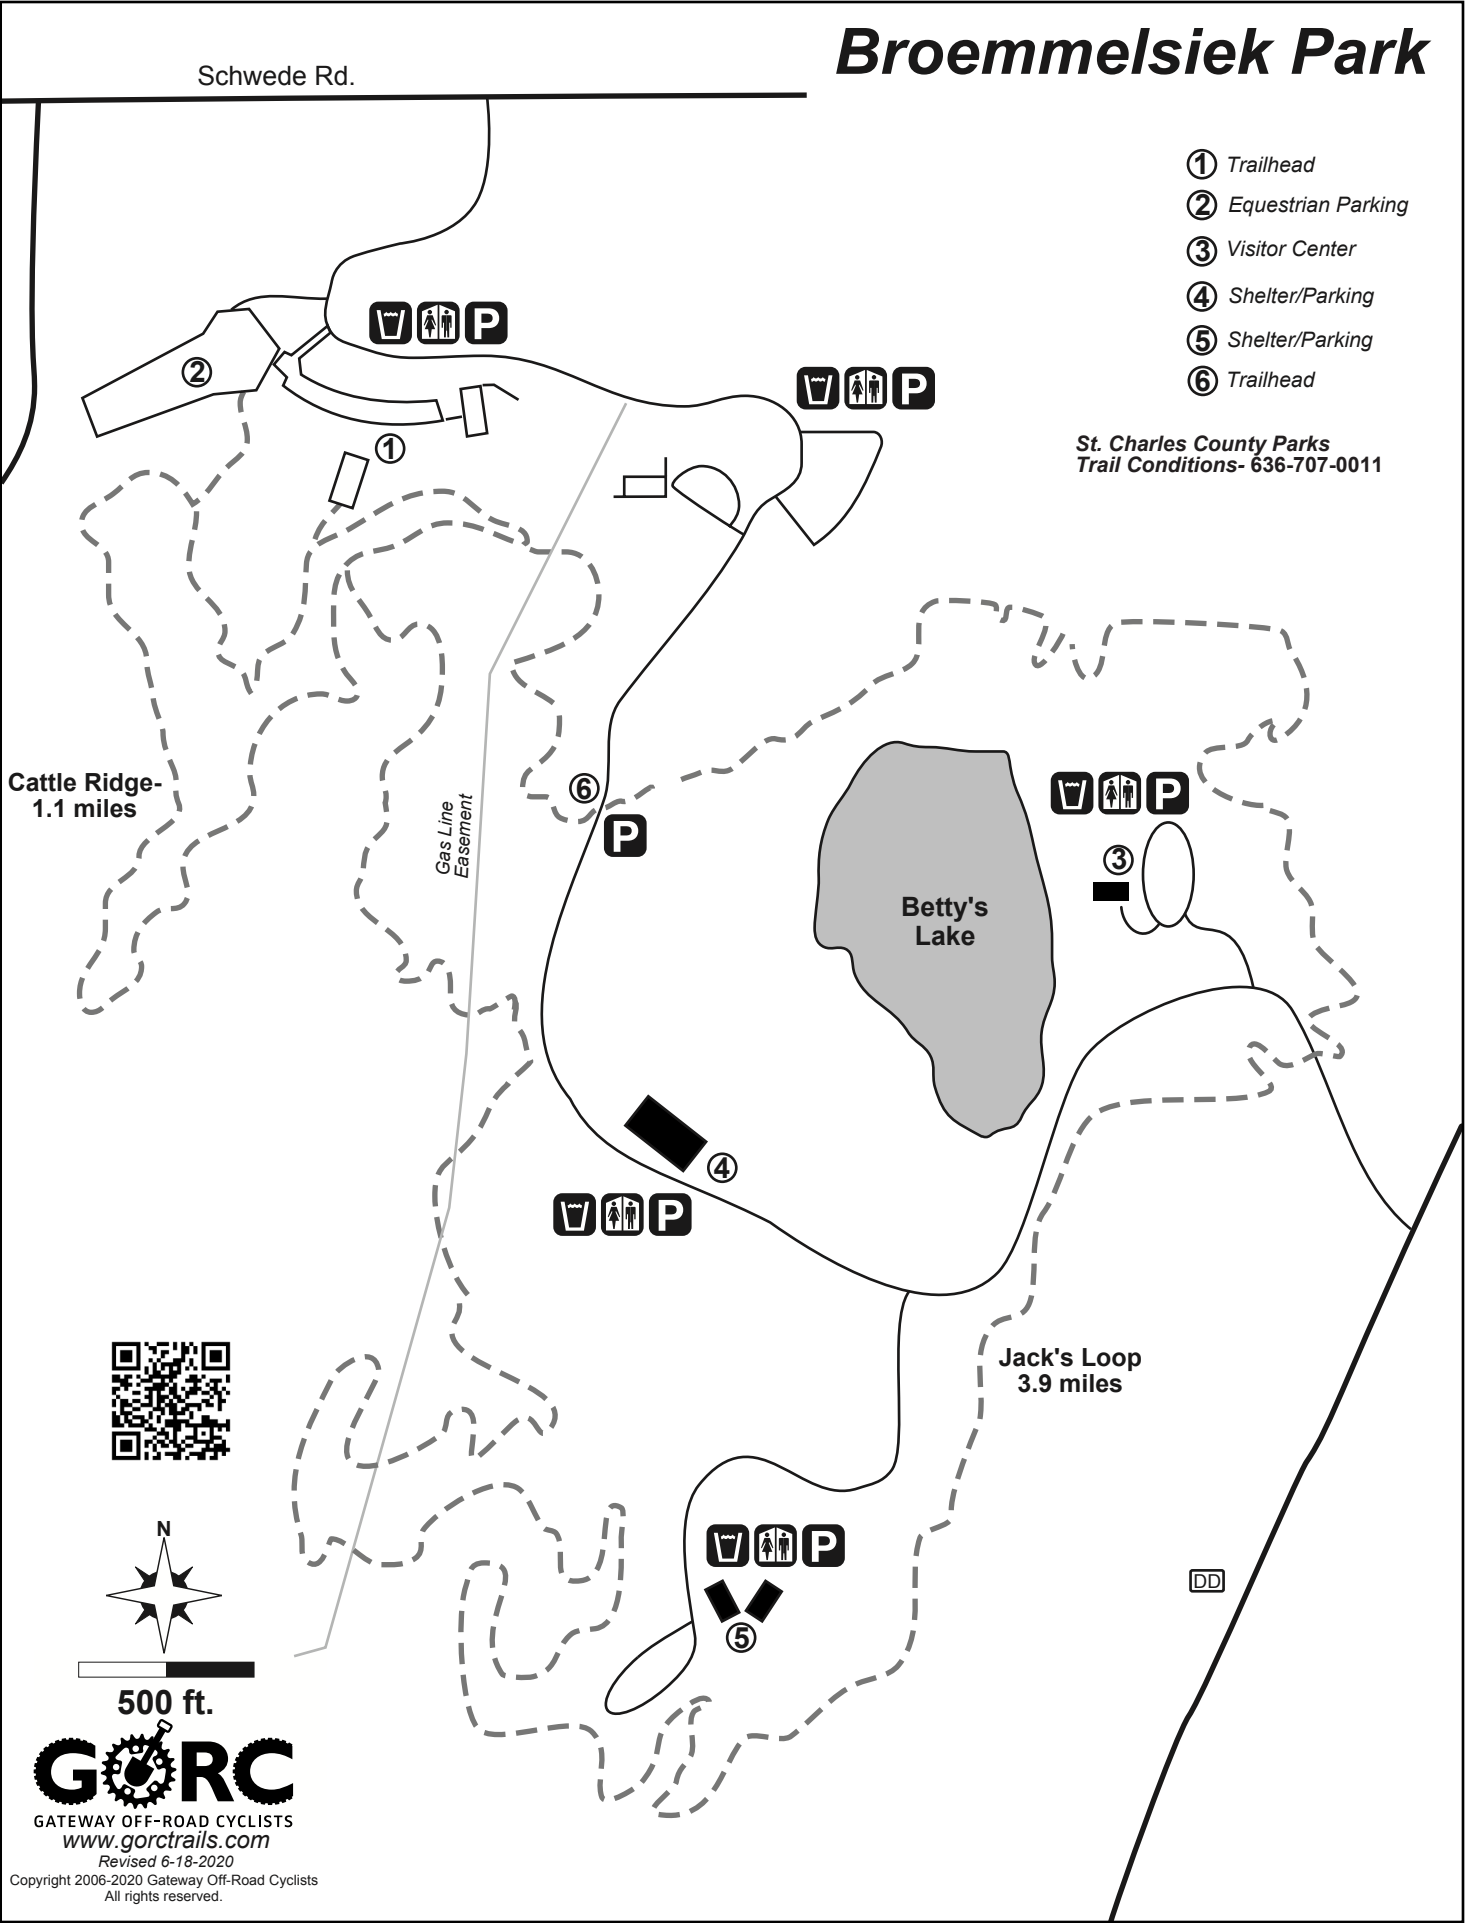 Broemmelsiek Park
Schwede Rd.
1 Trailhead
2 Equestrian Parking
3 Visitor Center
4 Shelter/Parking
5 Shelter/Parking
6 Trailhead
St. Charles County Parks
Trail Conditions- 636-707-0011
P
P
2
1
Cattle Ridge-
1.1 miles
Gas Line
Easement
6
P
P
3
Betty's
Lake
4
P
Jack's Loop
3.9 miles
P
5
DD
N
500 ft.
GORC
GATEWAY OFF-ROAD CYCLISTS
www.gorctrails.com
Revised 6-18-2020
Copyright 2006-2020 Gateway Off-Road Cyclists
All rights reserved.